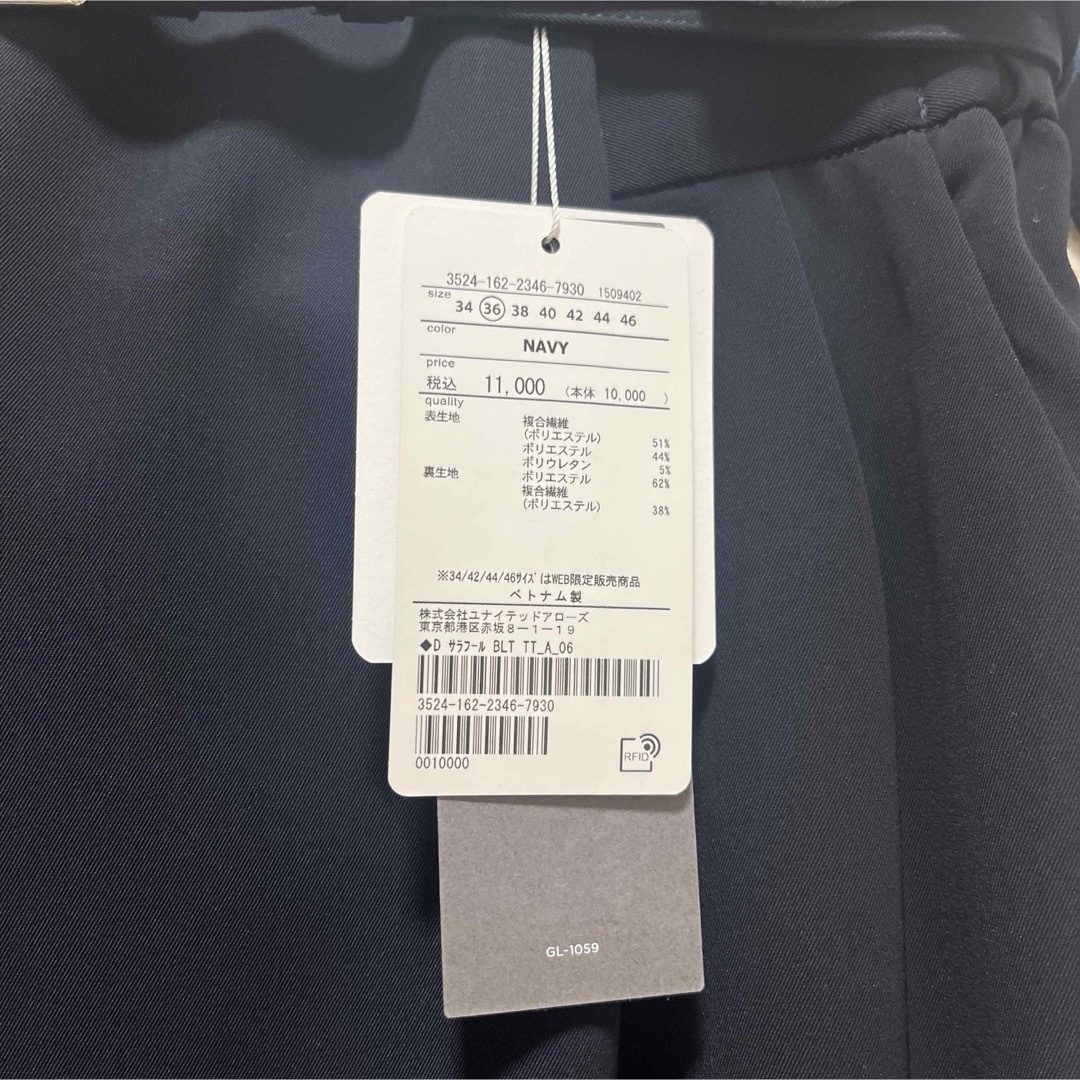 3524-162-2346-7930 1509402
size
34 36 38 40 42 44 46
color
NAVY
price
税込 11,000 (本体 10,000 )
quality
表生地 複合繊維
(ポリエステル) 51%
ポリエステル 44%
ポリウレタン 5%
裏生地 ポリエステル 62%
複合繊維
(ポリエステル) 38%
※34/42/44/46ｻｲｽﾞはWEB限定販売商品
ベトナム製
株式会社ユナイテッドアローズ
東京都港区赤坂8-1-19
◆D ｻﾗﾌｰﾙ BLT TT_A_06
3524-162-2346-7930
0010000
RFID
GL-1059